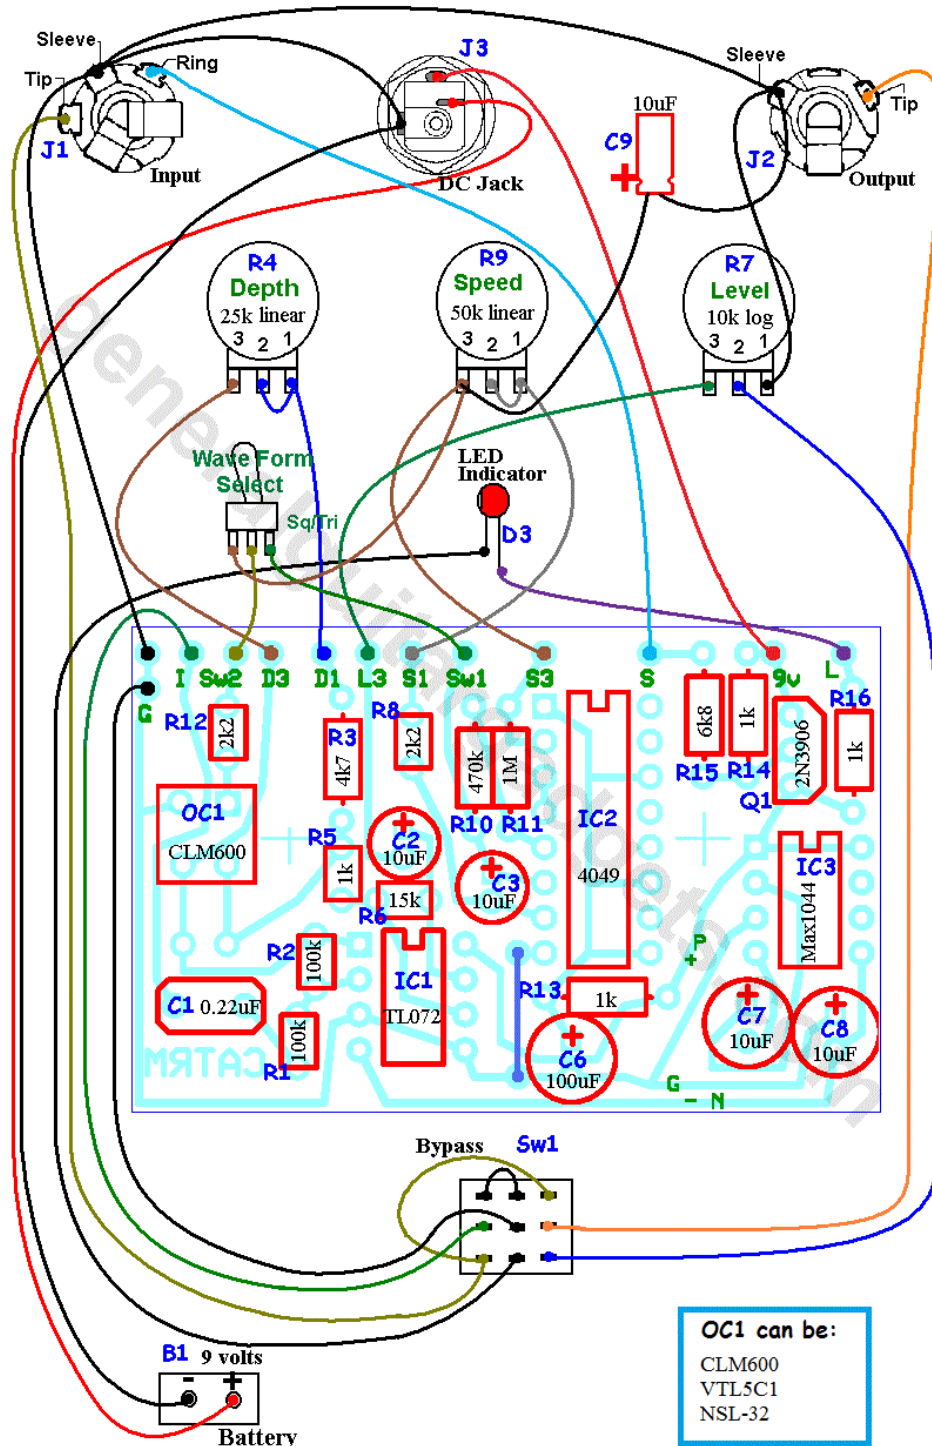 Sleeve
Ring
Tip
J1
Input
J3
DC Jack
10uF
C9
+
Sleeve
Tip
J2
Output
R4
Depth
25k linear
3 2 1
R9
Speed
50k linear
3 2 1
R7
Level
10k log
3 2 1
Wave Form
Select
Sq/Tri
LED
Indicator
D3
generalguitargadgets.com
I Sw2 D3 D1 L3 S1 Sw1 S3 S 9v L
G
R12
2k2
R3
4k7
R8
2k2
470k
R10
1M
R11
6k8
R15
1k
R14
2N3906
Q1
R16
1k
OC1
CLM600
R5
1k
+
C2
10uF
15k
R6
+
C3
10uF
IC2
4049
IC3
Max1044
R2
100k
C1 0.22uF
100k
R1
IC1
TL072
R13
1k
P
+
+
C6
100uF
+
C7
10uF
+
C8
10uF
CATRM
G
- N
Bypass
Sw1
B1 9 volts
- +
Battery
OC1 can be:
CLM600
VTL5C1
NSL-32